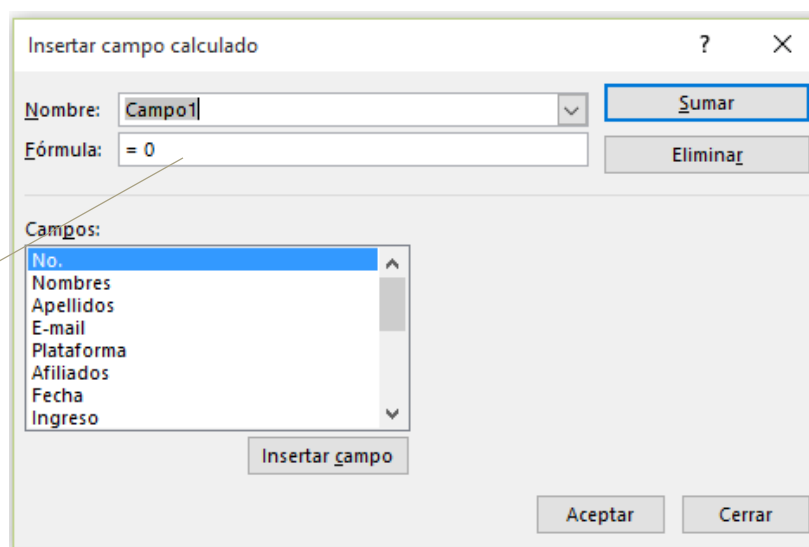 Insertar campo calculado ?
Nombre: Campo1 Sumar
Fórmula: = 0 Eliminar
Campos:
No.
Nombres
Apellidos
E-mail
Plataforma
Afiliados
Fecha
Ingreso
Insertar campo
Aceptar Cerrar